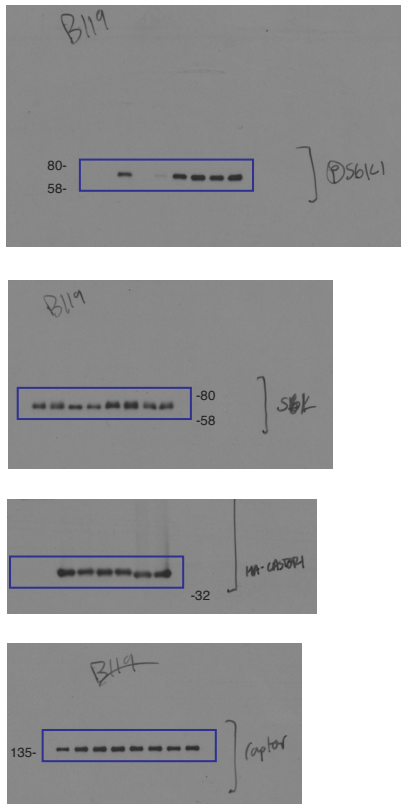 B119
80-
58-
ⓅS6K1
B119
-80
-58
S6K
HA-CASTOR1
-32
B119
135-
raptor